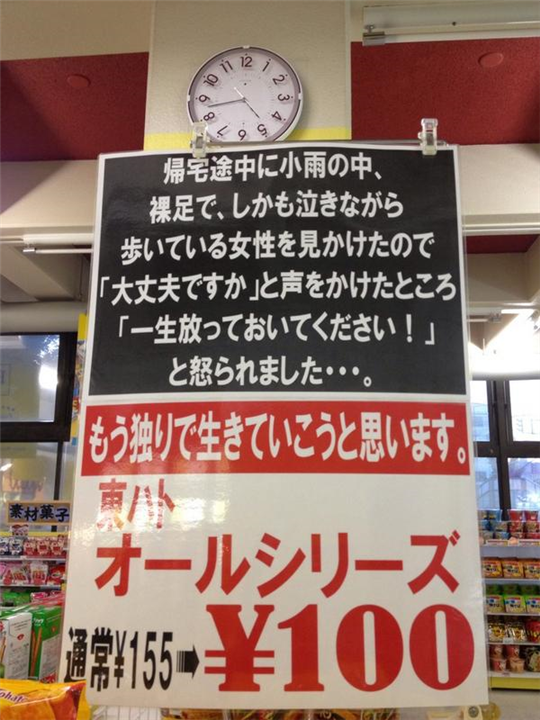 12
1
2
3
4
5
6
7
8
9
10
11
帰宅途中に小雨の中、
裸足で、しかも泣きながら
歩いている女性を見かけたので
「大丈夫ですか」と声をかけたところ
「一生放っておいてください！」
と怒られました・・・。
もう独りで生きていこうと思います。
東ハト
オールシリーズ
通常¥155➡¥100
素材菓子